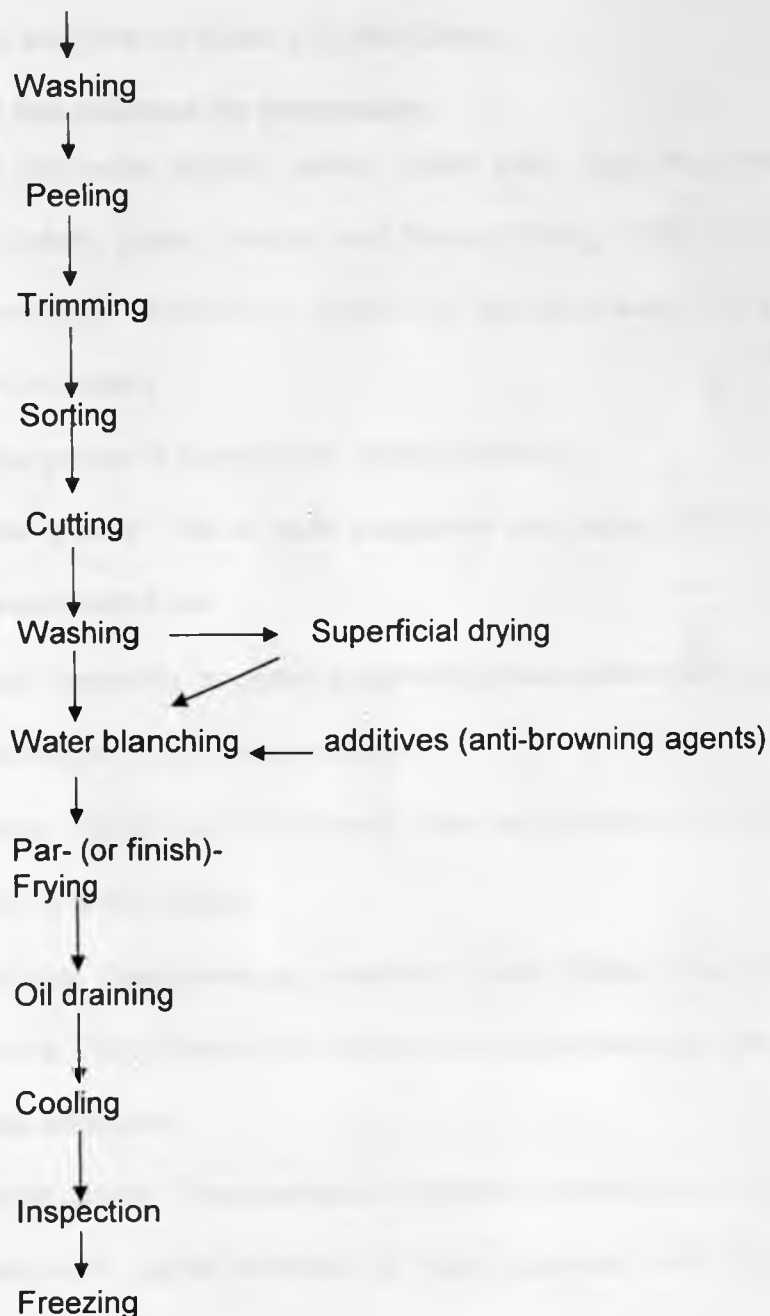 Washing
Peeling
Trimming
Sorting
Cutting
Washing
Superficial drying
Water blanching
additives (anti-browning agents)
Par- (or finish)-
Frying
Oil draining
Cooling
Inspection
Freezing